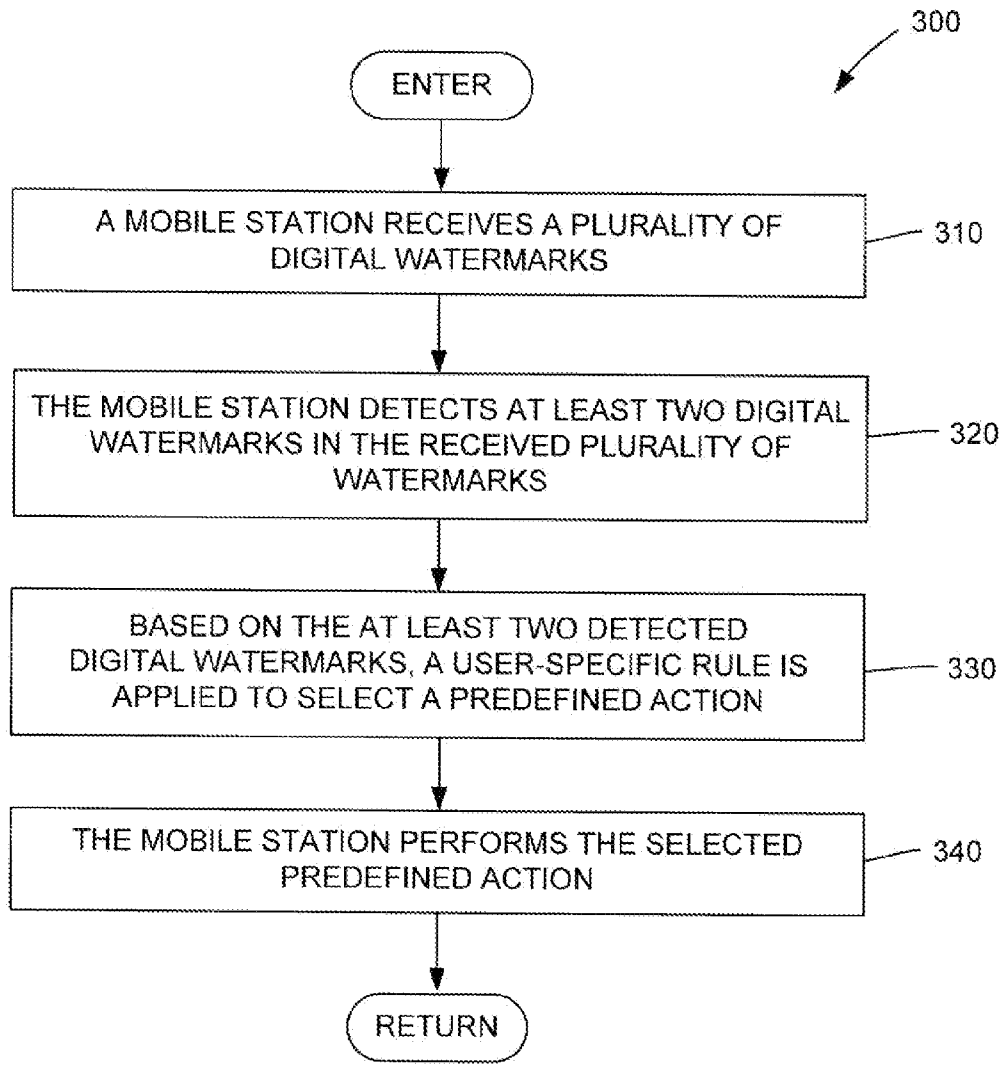 300
ENTER
A MOBILE STATION RECEIVES A PLURALITY OF
DIGITAL WATERMARKS
310
THE MOBILE STATION DETECTS AT LEAST TWO DIGITAL
WATERMARKS IN THE RECEIVED PLURALITY OF
WATERMARKS
320
BASED ON THE AT LEAST TWO DETECTED
DIGITAL WATERMARKS, A USER-SPECIFIC RULE IS
APPLIED TO SELECT A PREDEFINED ACTION
330
THE MOBILE STATION PERFORMS THE SELECTED
PREDEFINED ACTION
340
RETURN